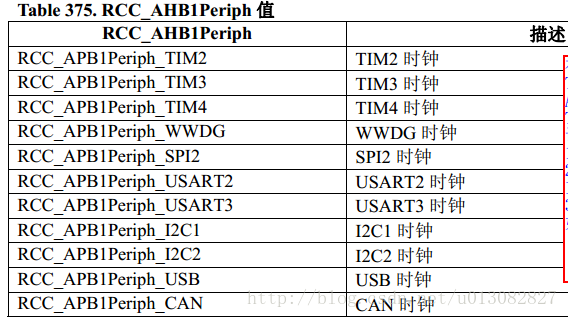 Table 375. RCC_AHB1Periph 值
RCC_AHB1Periph 描述
RCC_APB1Periph_TIM2 TIM2 时钟
RCC_APB1Periph_TIM3 TIM3 时钟
RCC_APB1Periph_TIM4 TIM4 时钟
RCC_APB1Periph_WWDG WWDG 时钟
RCC_APB1Periph_SPI2 SPI2 时钟
RCC_APB1Periph_USART2 USART2 时钟
RCC_APB1Periph_USART3 USART3 时钟
RCC_APB1Periph_I2C1 I2C1 时钟
RCC_APB1Periph_I2C2 I2C2 时钟
RCC_APB1Periph_USB USB 时钟
RCC_APB1Periph_CAN CAN 时钟
http://blog.csdn.net/u013082827